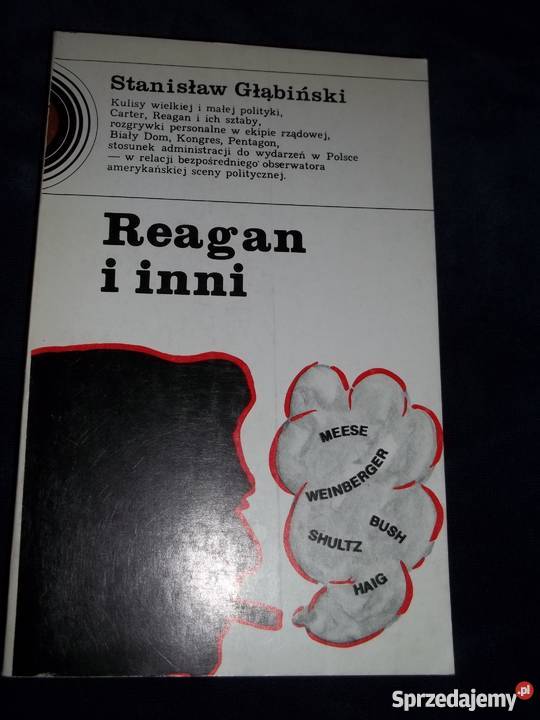 Stanisław Głąbiński
Kulisy wielkiej i małej polityki,
Carter, Reagan i ich sztaby,
rozgrywki personalne w ekipie rządowej,
Biały Dom, Kongres, Pentagon,
stosunek administracji do wydarzeń w Polsce
— w relacji bezpośredniego obserwatora
amerykańskiej sceny politycznej.
Reagan
i inni
MEESE
WEINBERGER
BUSH
SHULTZ
HAIG
Sprzedajemy.pl